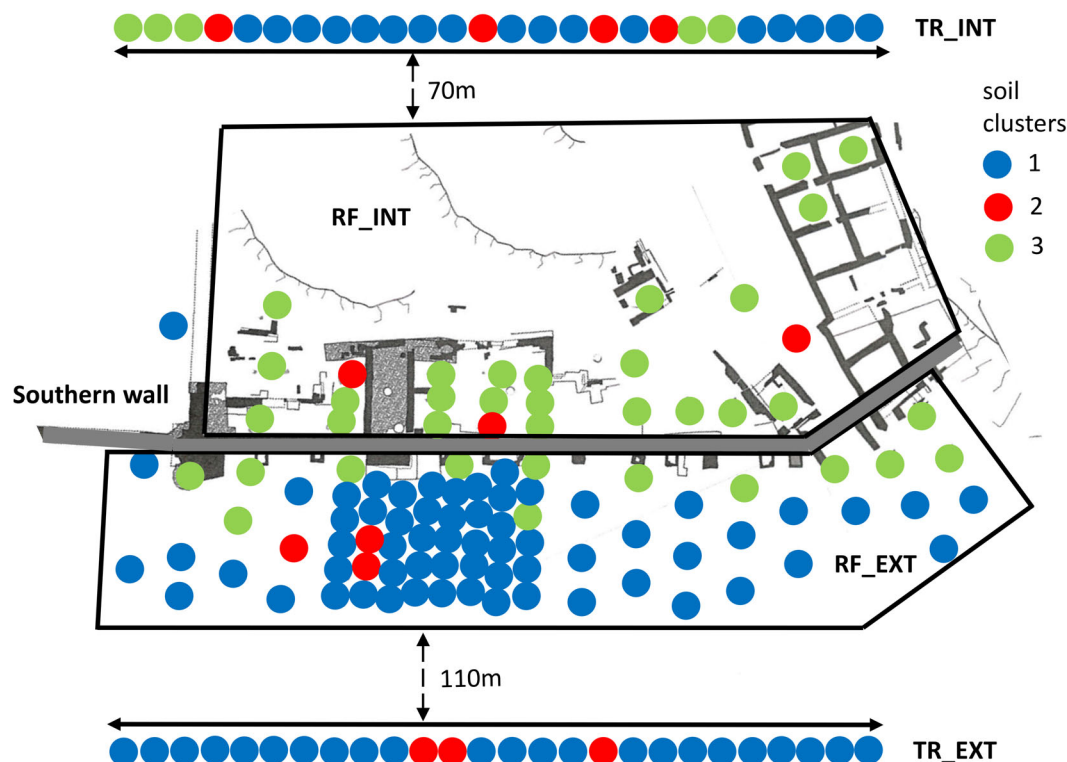 TR_INT
70m
soil
clusters
1
2
3
RF_INT
Southern wall
RF_EXT
110m
TR_EXT